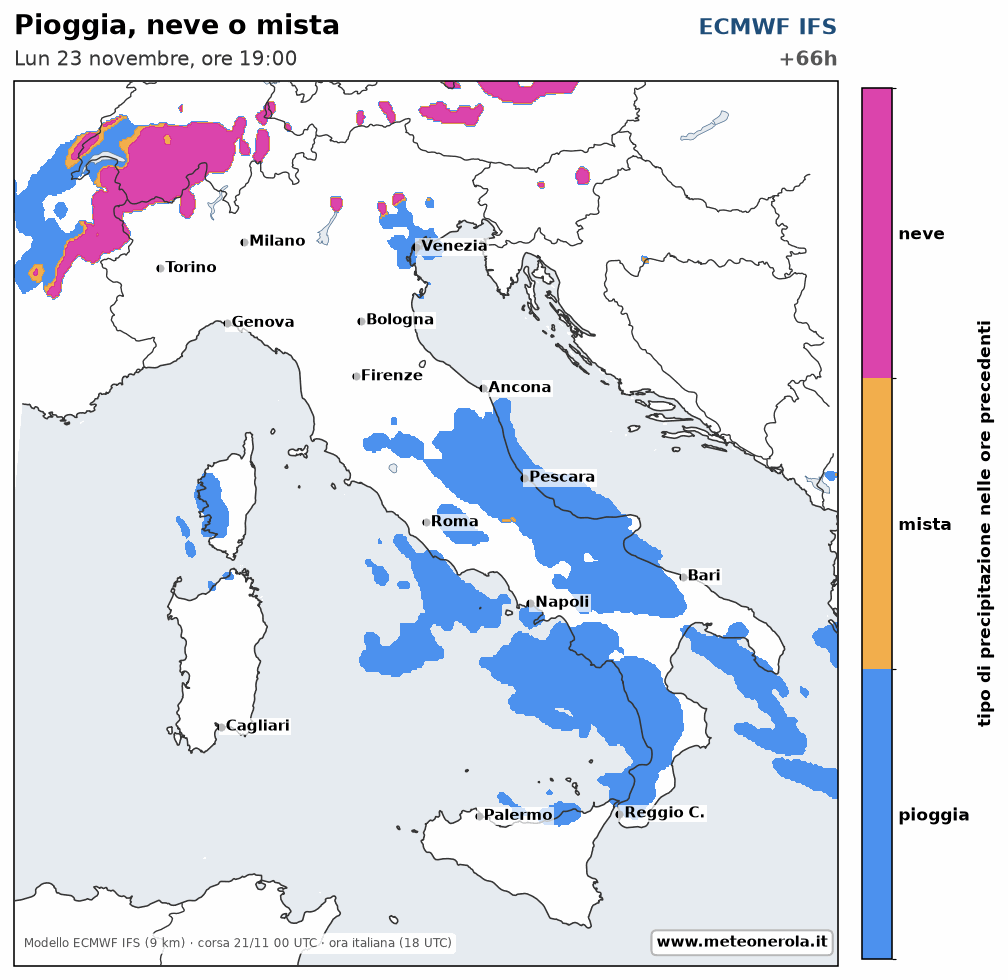 Pioggia, neve o mista
ECMWF IFS
Lun 23 novembre, ore 19:00
+66h
neve
Milano
Venezia
Torino
Genova
Bologna
Firenze
Ancona
Pescara
mista
Roma
Bari
Napoli
tipo di precipitazione nelle ore precedenti
Cagliari
Palermo
Reggio C.
pioggia
Modello ECMWF IFS (9 km) · corsa 21/11 00 UTC · ora italiana (18 UTC)
www.meteonerola.it